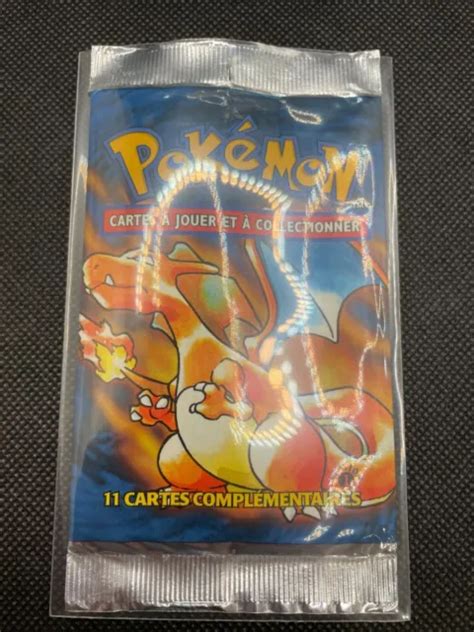 POKéMON
CARTES À JOUER ET À COLLECTIONNER
11 CARTES COMPLÉMENTAIRES